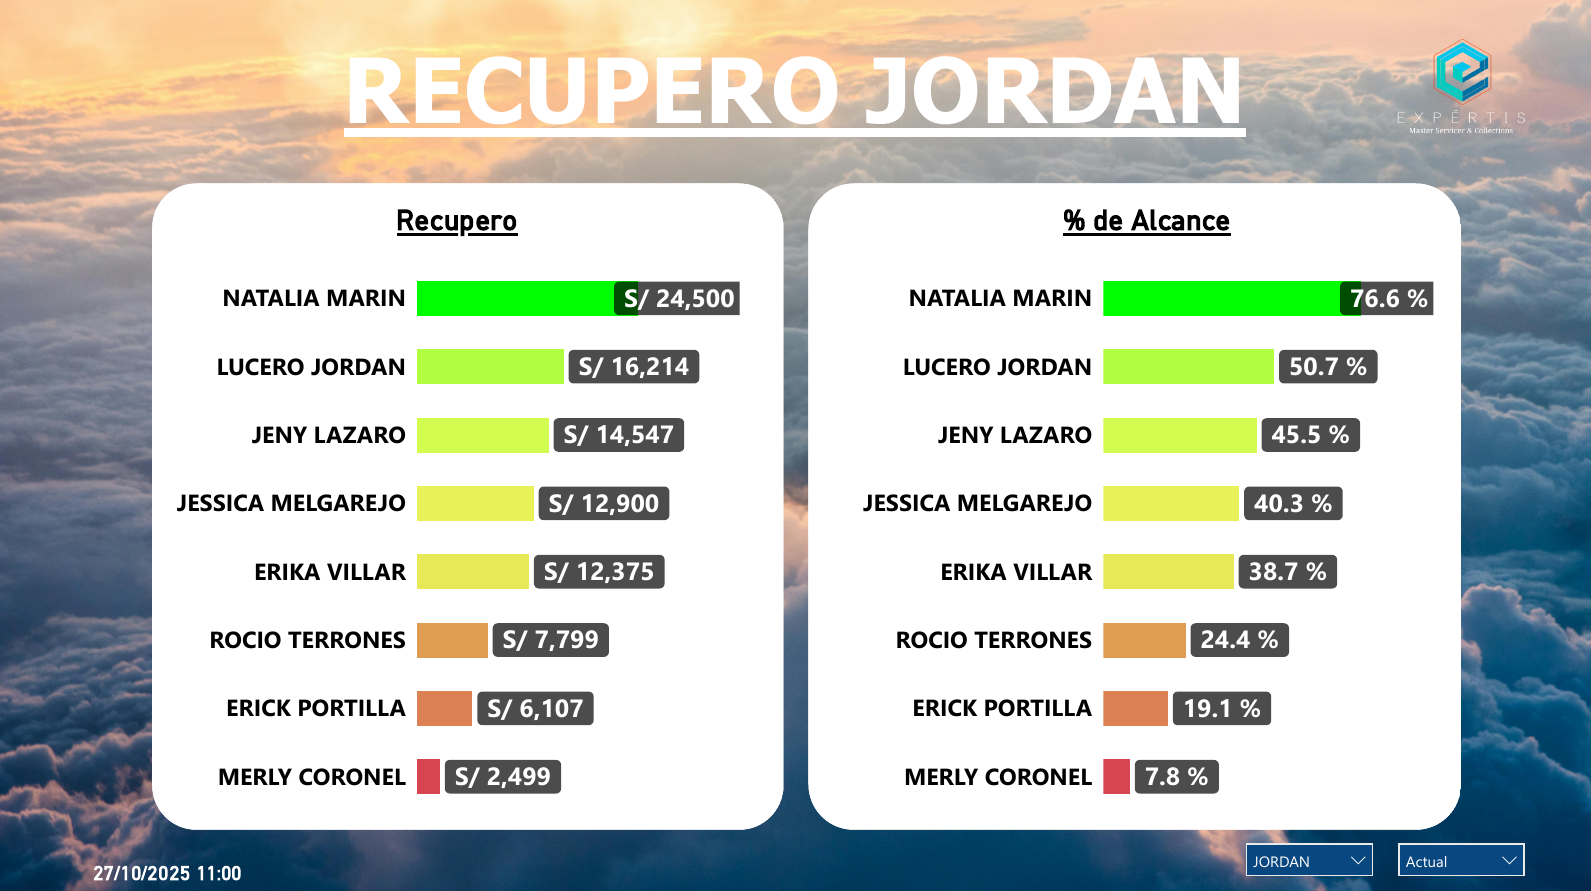 RECUPERO JORDAN
EXPĒRTIS
Master Servicer & Collections
Recupero
NATALIA MARIN S/ 24,500
LUCERO JORDAN S/ 16,214
JENY LAZARO S/ 14,547
JESSICA MELGAREJO S/ 12,900
ERIKA VILLAR S/ 12,375
ROCIO TERRONES S/ 7,799
ERICK PORTILLA S/ 6,107
MERLY CORONEL S/ 2,499
% de Alcance
NATALIA MARIN 76.6 %
LUCERO JORDAN 50.7 %
JENY LAZARO 45.5 %
JESSICA MELGAREJO 40.3 %
ERIKA VILLAR 38.7 %
ROCIO TERRONES 24.4 %
ERICK PORTILLA 19.1 %
MERLY CORONEL 7.8 %
27/10/2025 11:00
JORDAN
Actual